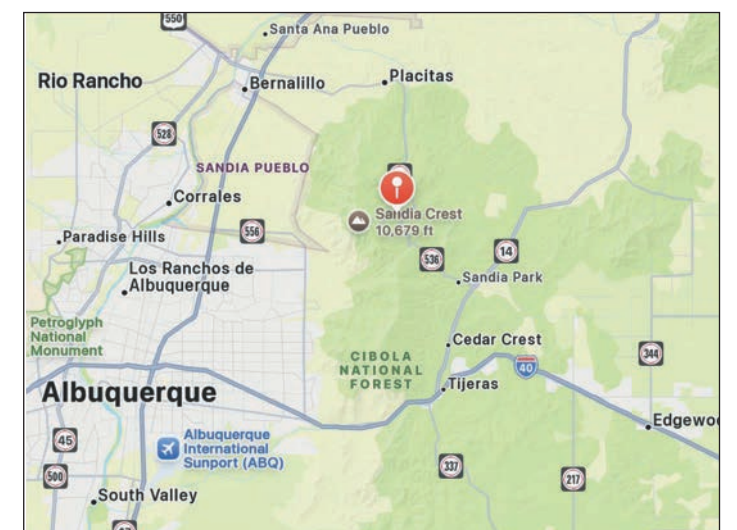 550
Santa Ana Pueblo
Rio Rancho
Bernalillo
Placitas
528
SANDIA PUEBLO
Corrales
Sandia Crest
10,679 ft
556
Paradise Hills
14
536
Los Ranchos de
Albuquerque
Sandia Park
Petroglyph
National
Monument
Cedar Crest
344
CIBOLA
NATIONAL
FOREST
40
Tijeras
Albuquerque
Edgewo
45
Albuquerque
International
Sunport (ABQ)
337
500
217
South Valley